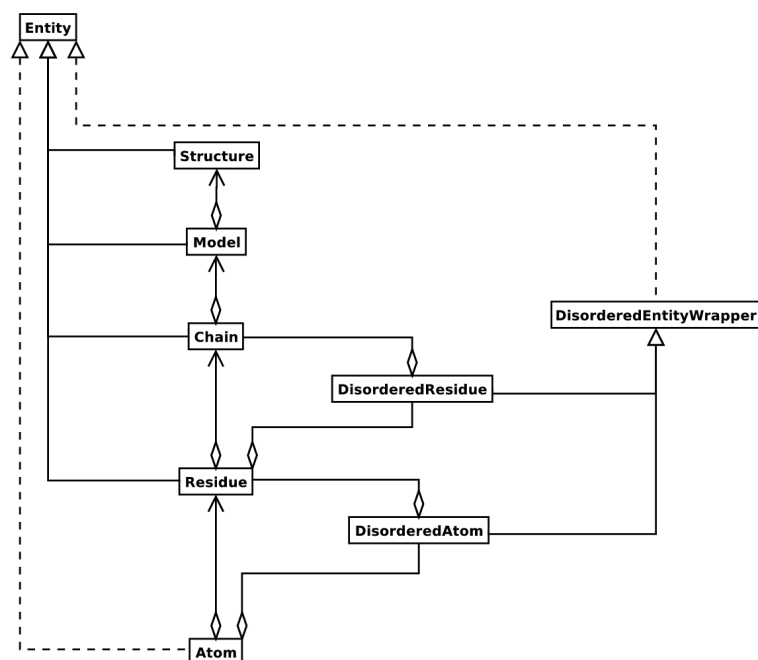 Entity
Structure
Model
DisorderedEntityWrapper
Chain
DisorderedResidue
Residue
DisorderedAtom
Atom